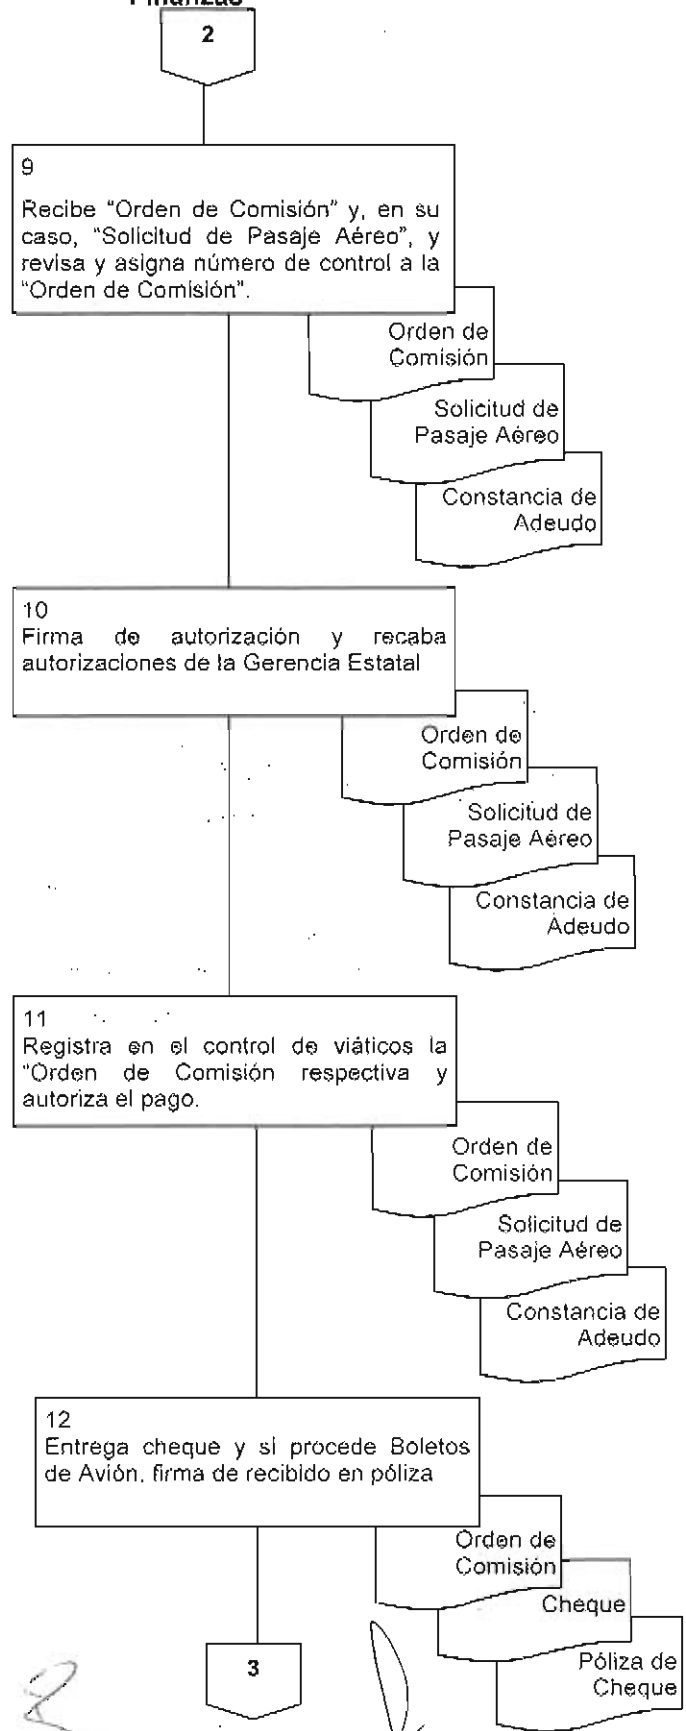 Finanzas
2
9
Recibe “Orden de Comisión” y, en su
caso, “Solicitud de Pasaje Aéreo”, y
revisa y asigna número de control a la
“Orden de Comisión”.
Orden de
Comisión
Solicitud de
Pasaje Aéreo
Constancia de
Adeudo
10
Firma de autorización y recaba
autorizaciones de la Gerencia Estatal
Orden de
Comisión
Solicitud de
Pasaje Aéreo
Constancia de
Adeudo
11
Registra en el control de viáticos la
“Orden de Comisión respectiva y
autoriza el pago.
Orden de
Comisión
Solicitud de
Pasaje Aéreo
Constancia de
Adeudo
12
Entrega cheque y si procede Boletos
de Avión, firma de recibido en póliza
Orden de
Comisión
Cheque
Póliza de
Cheque
3